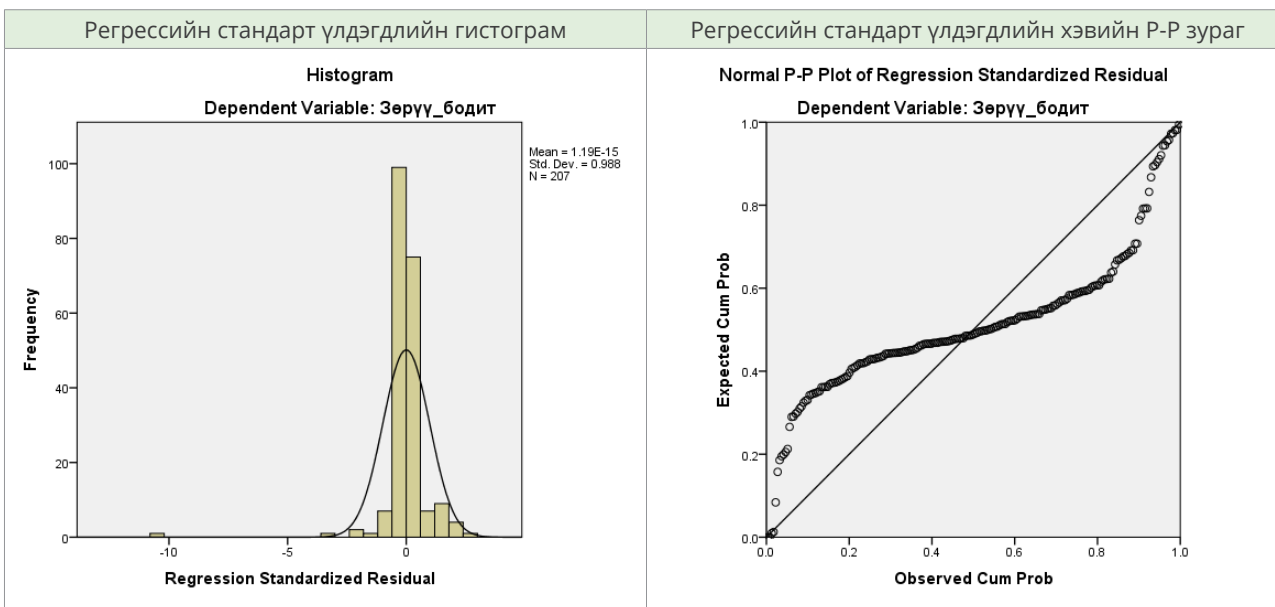 Регрессийн стандарт үлдэгдлийн гистограм
Регрессийн стандарт үлдэгдлийн хэвийн P-P зураг
Histogram
Dependent Variable: Зөрүү_бодит
Mean = 1.19E-15
Std. Dev. = 0.988
N = 207
Frequency
100
80
60
40
20
0
-10
-5
0
Regression Standardized Residual
Normal P-P Plot of Regression Standardized Residual
Dependent Variable: Зөрүү_бодит
Expected Cum Prob
1.0
0.8
0.6
0.4
0.2
0.0
0.0
0.2
0.4
0.6
0.8
1.0
Observed Cum Prob